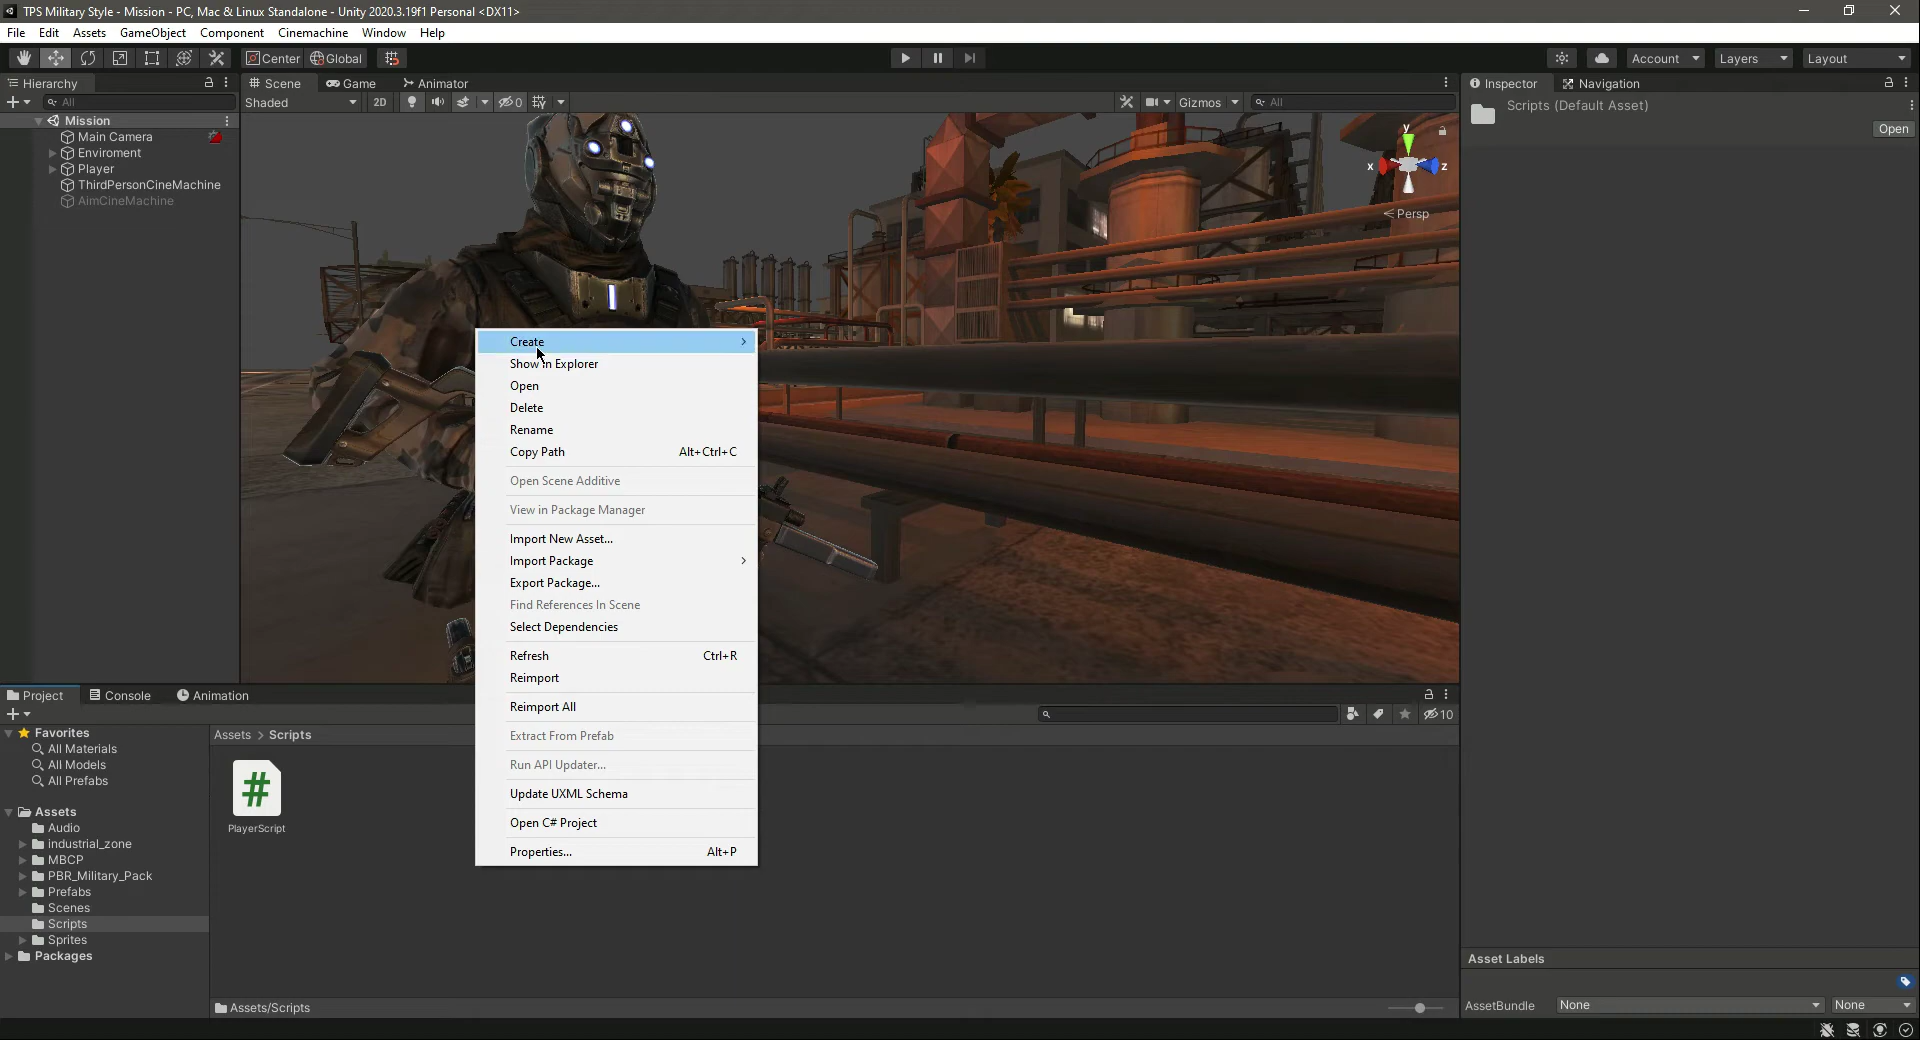 TPS Military Style - Mission - PC, Mac & Linux Standalone - Unity 2020.3.19f1 Personal <DX11>
File Edit Assets GameObject Component Cinemachine Window Help
Center Global Account Layers Layout
Hierarchy
All
Mission
Main Camera
Enviroment
Player
ThirdPersonCineMachine
AimCineMachine
Scene Game Animator
Shaded 2D 0 Gizmos All
y
x z
< Persp
Inspector Navigation
Scripts (Default Asset)
Open
Create
Show in Explorer
Open
Delete
Rename
Copy Path Alt+Ctrl+C
Open Scene Additive
View in Package Manager
Import New Asset...
Import Package
Export Package...
Find References In Scene
Select Dependencies
Refresh Ctrl+R
Reimport
Reimport All
Extract From Prefab
Run API Updater...
Update UXML Schema
Open C# Project
Properties... Alt+P
Project Console Animation
10
Favorites
All Materials
All Models
All Prefabs
Assets
Audio
industrial_zone
MBCP
PBR_Military_Pack
Prefabs
Scenes
Scripts
Sprites
Packages
Assets > Scripts
#
PlayerScript
Assets/Scripts
Asset Labels
AssetBundle None None